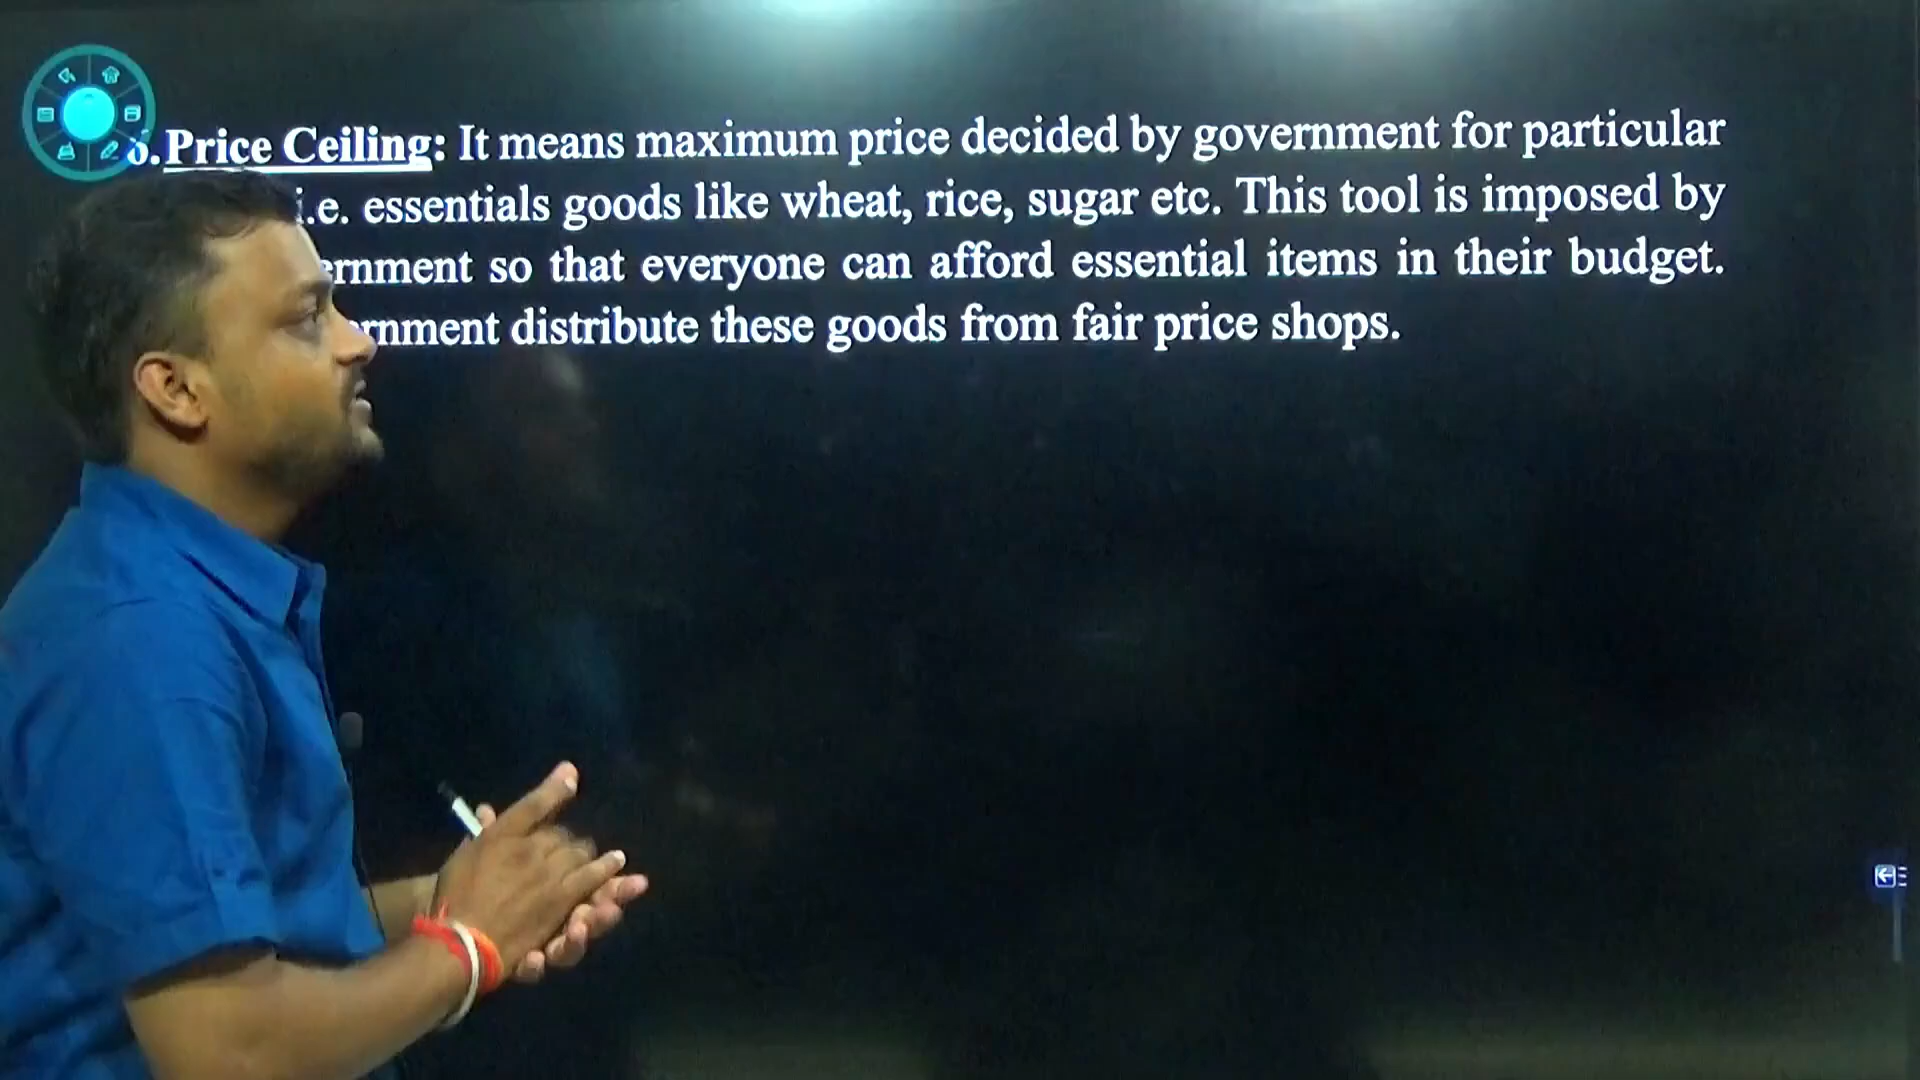 6. Price Ceiling: It means maximum price decided by government for particular
i.e. essentials goods like wheat, rice, sugar etc. This tool is imposed by
so that everyone can afford essential items in their budget.
distribute these goods from fair price shops.